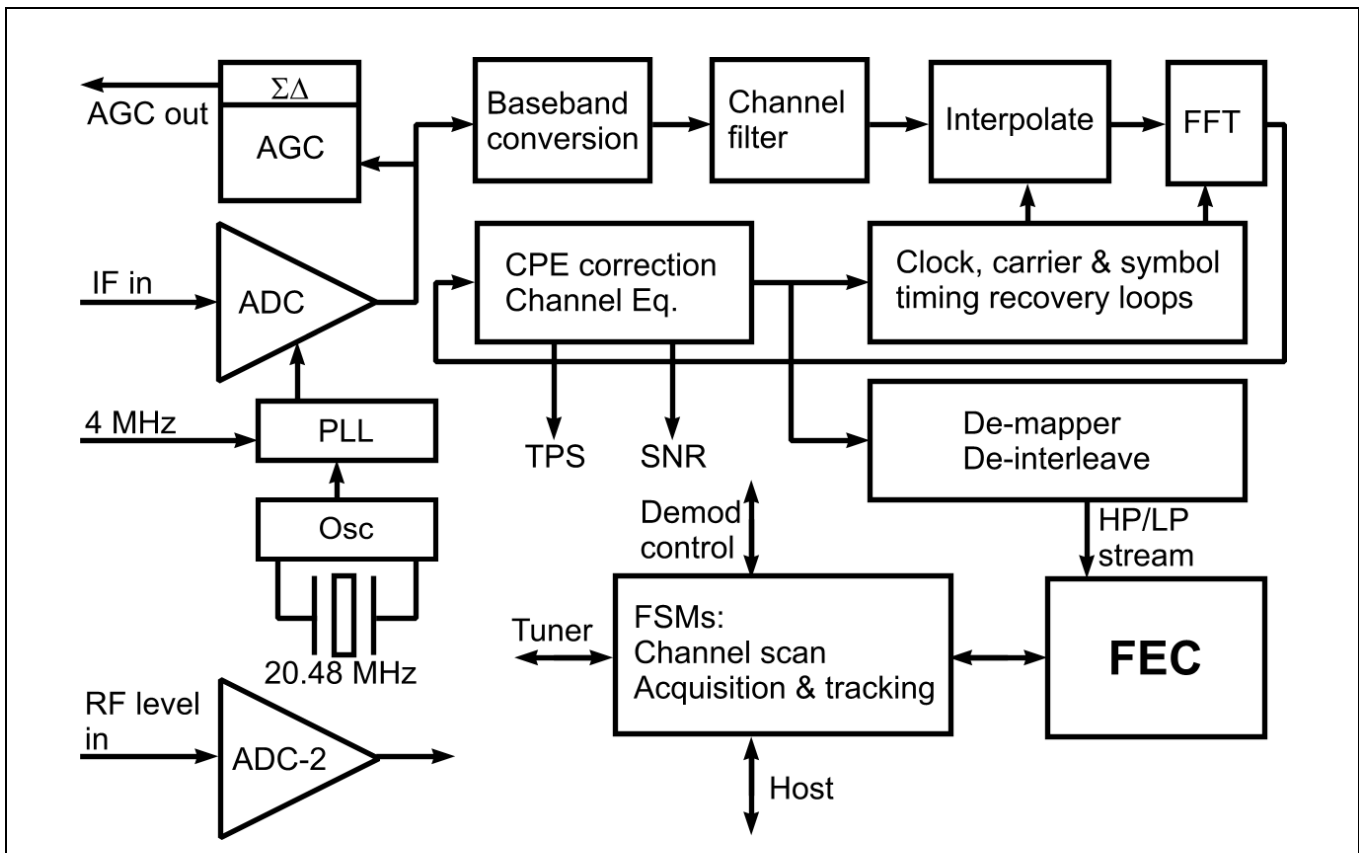 ΣΔ
AGC out
AGC
Baseband
conversion
Channel
filter
Interpolate
FFT
IF in
ADC
CPE correction
Channel Eq.
Clock, carrier & symbol
timing recovery loops
4 MHz
PLL
TPS
SNR
De-mapper
De-interleave
Osc
Demod
control
HP/LP
stream
20.48 MHz
Tuner
FSMs:
Channel scan
Acquisition & tracking
FEC
RF level
in
ADC-2
Host